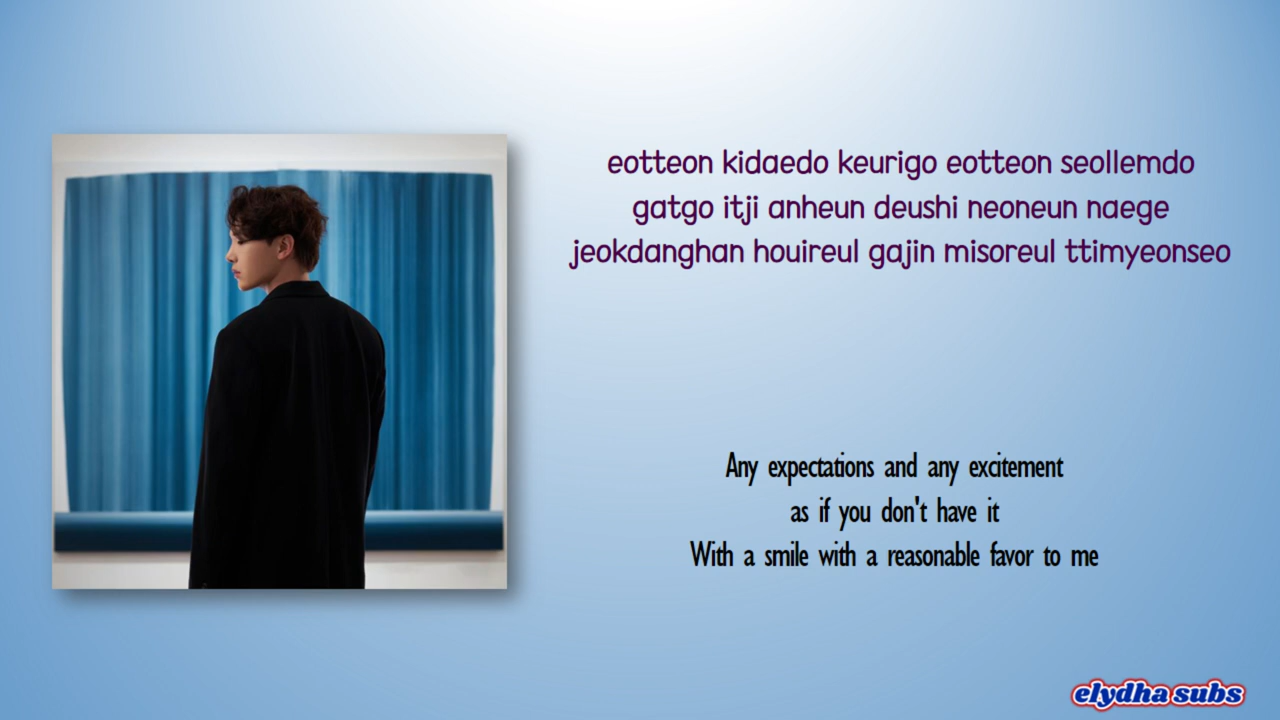 eotteon kidaedo keurigo eotteon seollemdo
gatgo itji anheun deushi neoneun naege
jeokdanghan houireul gajin misoreul ttimyeonseo
Any expectations and any excitement
as if you don't have it
With a smile with a reasonable favor to me
elydha subs